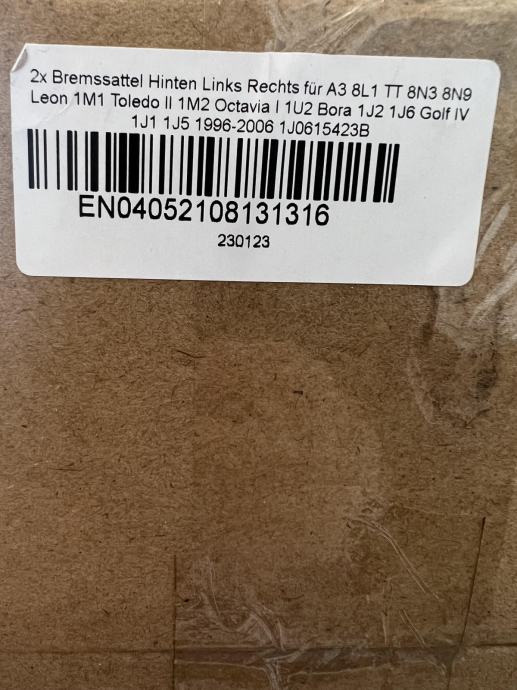 2x Bremssattel Hinten Links Rechts für A3 8L1 TT 8N3 8N9
Leon 1M1 Toledo II 1M2 Octavia I 1U2 Bora 1J2 1J6 Golf IV
1J1 1J5 1996-2006 1J0615423B
EN04052108131316
230123